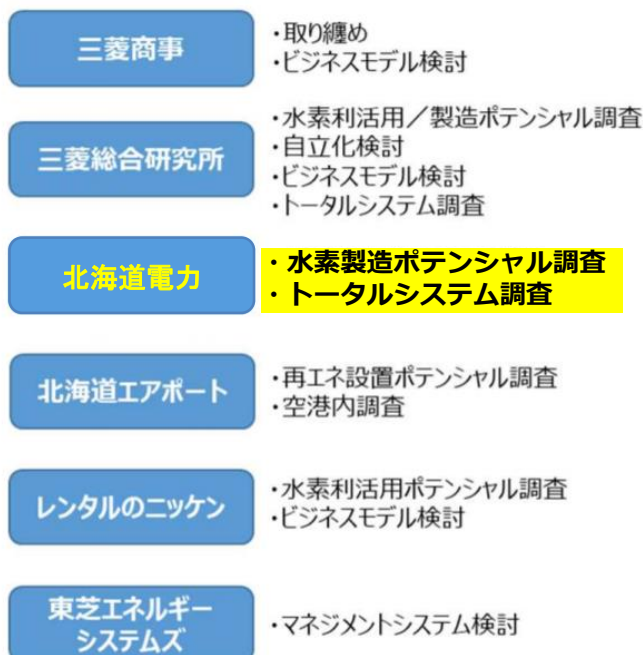 三菱商事
・取り纏め
・ビジネスモデル検討
三菱総合研究所
・水素利活用／製造ポテンシャル調査
・自立化検討
・ビジネスモデル検討
・トータルシステム調査
北海道電力
・水素製造ポテンシャル調査
・トータルシステム調査
北海道エアポート
・再エネ設置ポテンシャル調査
・空港内調査
レンタルのニッケン
・水素利活用ポテンシャル調査
・ビジネスモデル検討
東芝エネルギー
システムズ
・マネジメントシステム検討